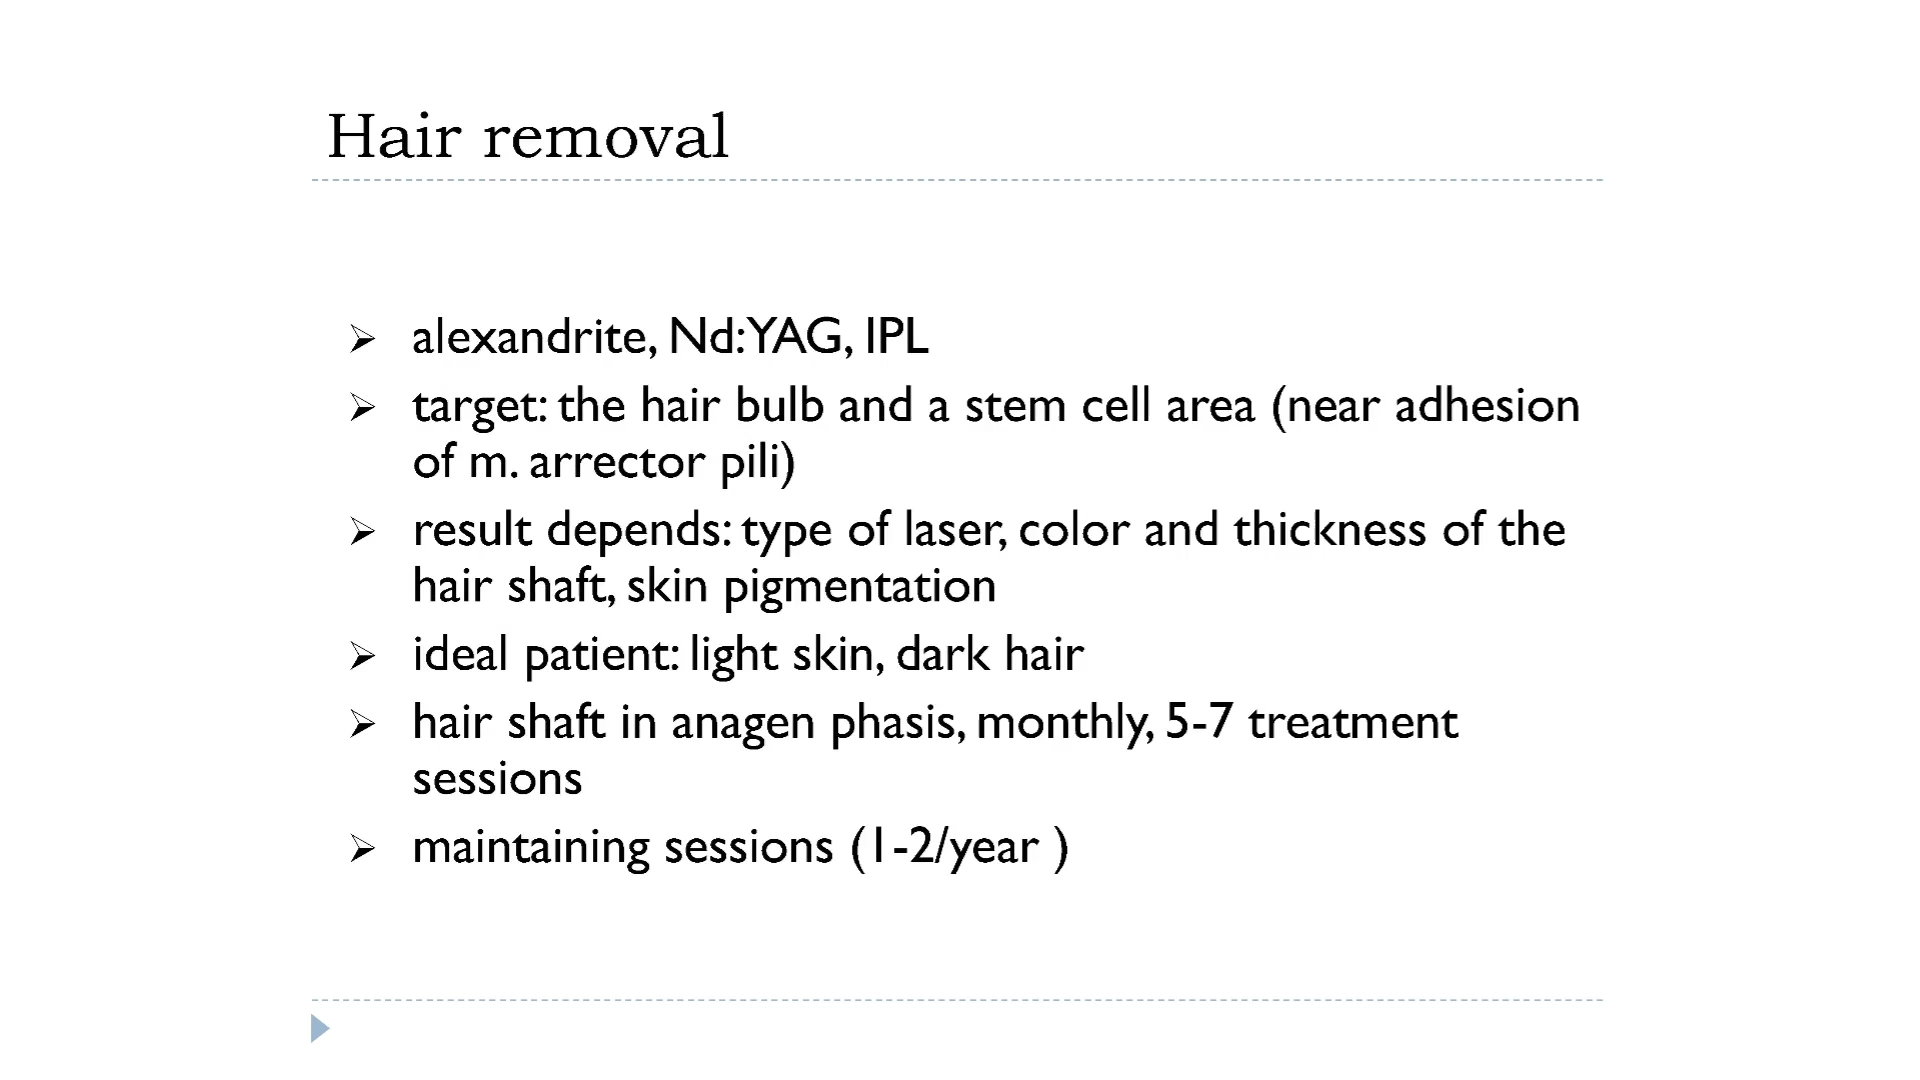 Hair removal
➢ alexandrite, Nd:YAG, IPL
➢ target: the hair bulb and a stem cell area (near adhesion
of m. arrector pili)
➢ result depends: type of laser, color and thickness of the
hair shaft, skin pigmentation
➢ ideal patient: light skin, dark hair
➢ hair shaft in anagen phasis, monthly, 5-7 treatment
sessions
➢ maintaining sessions (1-2/year )